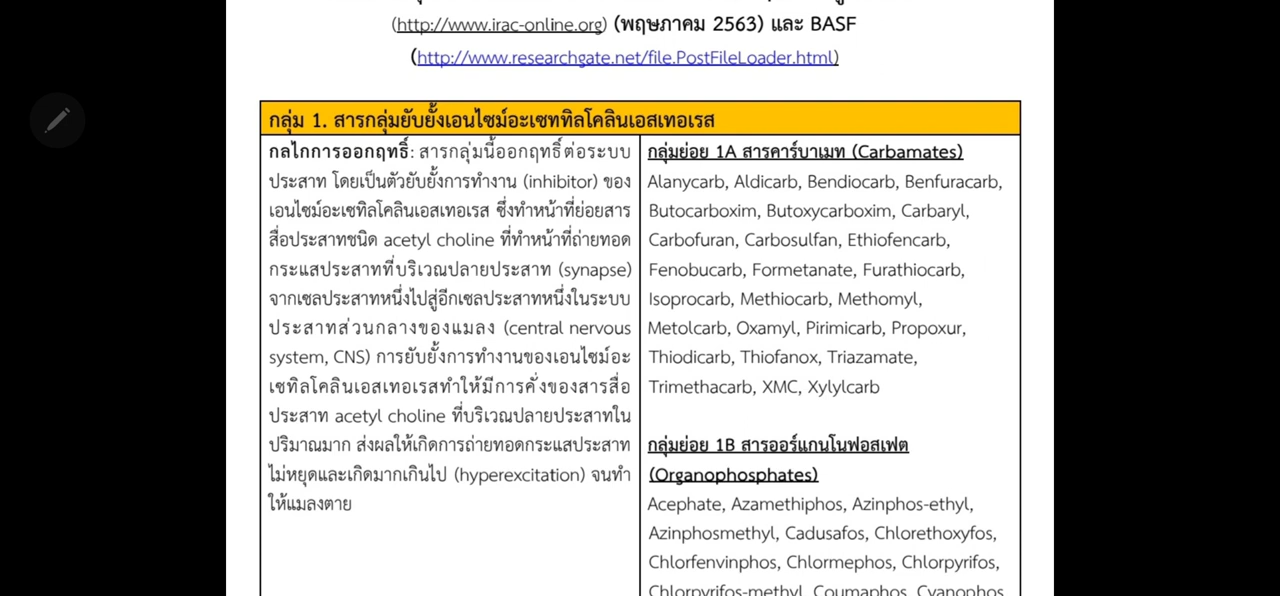 (http://www.irac-online.org) (พฤษภาคม 2563) และ BASF
(http://www.researchgate.net/file.PostFileLoader.html)
กลุ่ม 1. สารกลุ่มยับยั้งเอนไซม์อะเซททิลโคลินเอสเทอเรส
กลไกการออกฤทธิ์: สารกลุ่มนี้ออกฤทธิ์ต่อระบบ
ประสาท โดยเป็นตัวยับยั้งการทำงาน (inhibitor) ของ
เอนไซม์อะเซทิลโคลินเอสเทอเรส ซึ่งทำหน้าที่ย่อยสาร
สื่อประสาทชนิด acetyl choline ที่ทำหน้าที่ถ่ายทอด
กระแสประสาทที่บริเวณปลายประสาท (synapse)
จากเซลประสาทหนึ่งไปสู่อีกเซลประสาทหนึ่งในระบบ
ประสาทส่วนกลางของแมลง (central nervous
system, CNS) การยับยั้งการทำงานของเอนไซม์อะ
เซทิลโคลินเอสเทอเรสทำให้มีการคั่งของสารสื่อ
ประสาท acetyl choline ที่บริเวณปลายประสาทใน
ปริมาณมาก ส่งผลให้เกิดการถ่ายทอดกระแสประสาท
ไม่หยุดและเกิดมากเกินไป (hyperexcitation) จนทำ
ให้แมลงตาย
กลุ่มย่อย 1A สารคาร์บาเมท (Carbamates)
Alanycarb, Aldicarb, Bendiocarb, Benfuracarb,
Butocarboxim, Butoxycarboxim, Carbaryl,
Carbofuran, Carbosulfan, Ethiofencarb,
Fenobucarb, Formetanate, Furathiocarb,
Isoprocarb, Methiocarb, Methomyl,
Metolcarb, Oxamyl, Pirimicarb, Propoxur,
Thiodicarb, Thiofanox, Triazamate,
Trimethacarb, XMC, Xylylcarb
กลุ่มย่อย 1B สารออร์แกนโนฟอสเฟต
(Organophosphates)
Acephate, Azamethiphos, Azinphos-ethyl,
Azinphosmethyl, Cadusafos, Chlorethoxyfos,
Chlorfenvinphos, Chlormephos, Chlorpyrifos,
Chlorpyrifos-methyl, Coumaphos, Cyanophos